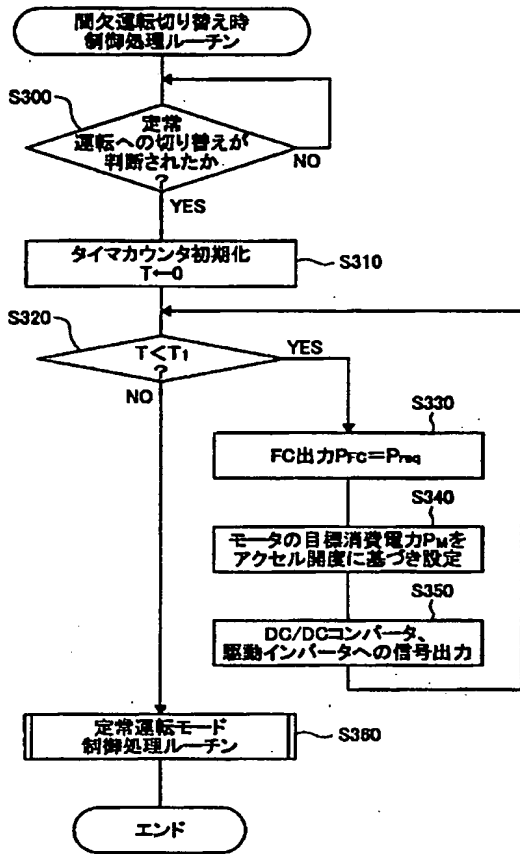 間欠運転切り替え時
制御処理ルーチン
S300
定常
運転への切り替えが
判断されたか
?
NO
YES
タイマカウンタ初期化
T←0
S310
S320
T<T1
?
YES
NO
S330
FC出力PFC=Preq
S340
モータの目標消費電力PMを
アクセル開度に基づき設定
S350
DC/DCコンバータ、
駆動インバータへの信号出力
定常運転モード
制御処理ルーチン
S360
エンド